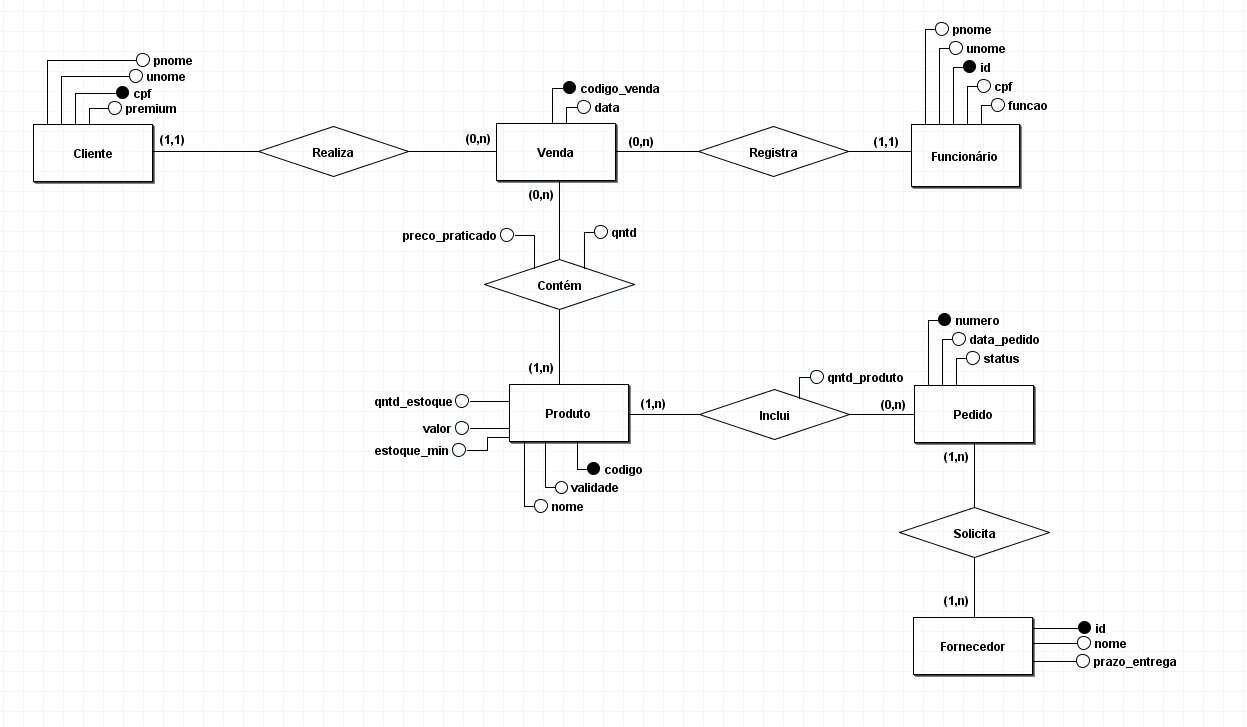 pnome
unome
cpf
premium
Cliente
(1,1)
Realiza
(0,n)
codigo_venda
data
Venda
(0,n)
Registra
(1,1)
pnome
unome
id
cpf
funcao
Funcionário
(0,n)
preco_praticado
qntd
Contém
(1,n)
qntd_estoque
valor
estoque_min
Produto
codigo
validade
nome
(1,n)
qntd_produto
Inclui
(0,n)
numero
data_pedido
status
Pedido
(1,n)
Solicita
(1,n)
Fornecedor
id
nome
prazo_entrega